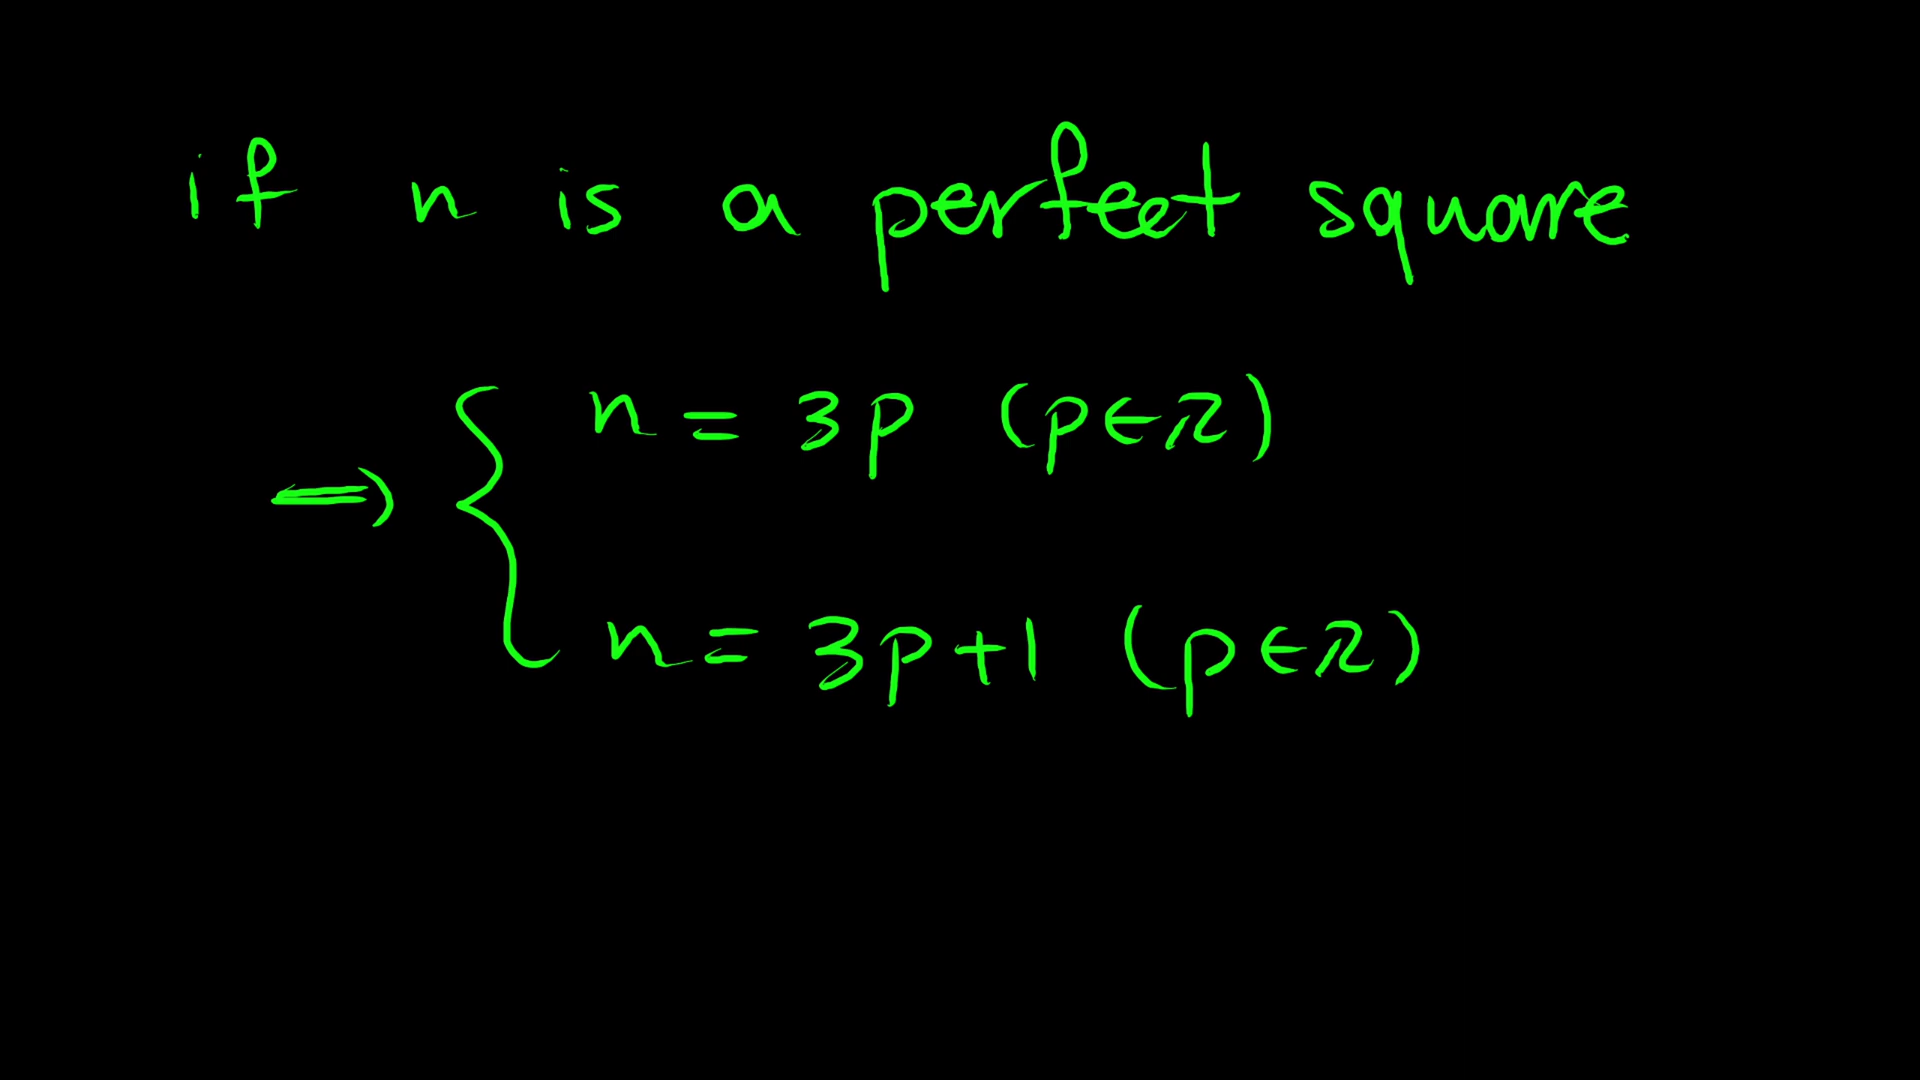 if n is a perfect square
⟹ { n = 3p (p∈ℤ)
n = 3p+1 (p∈ℤ)